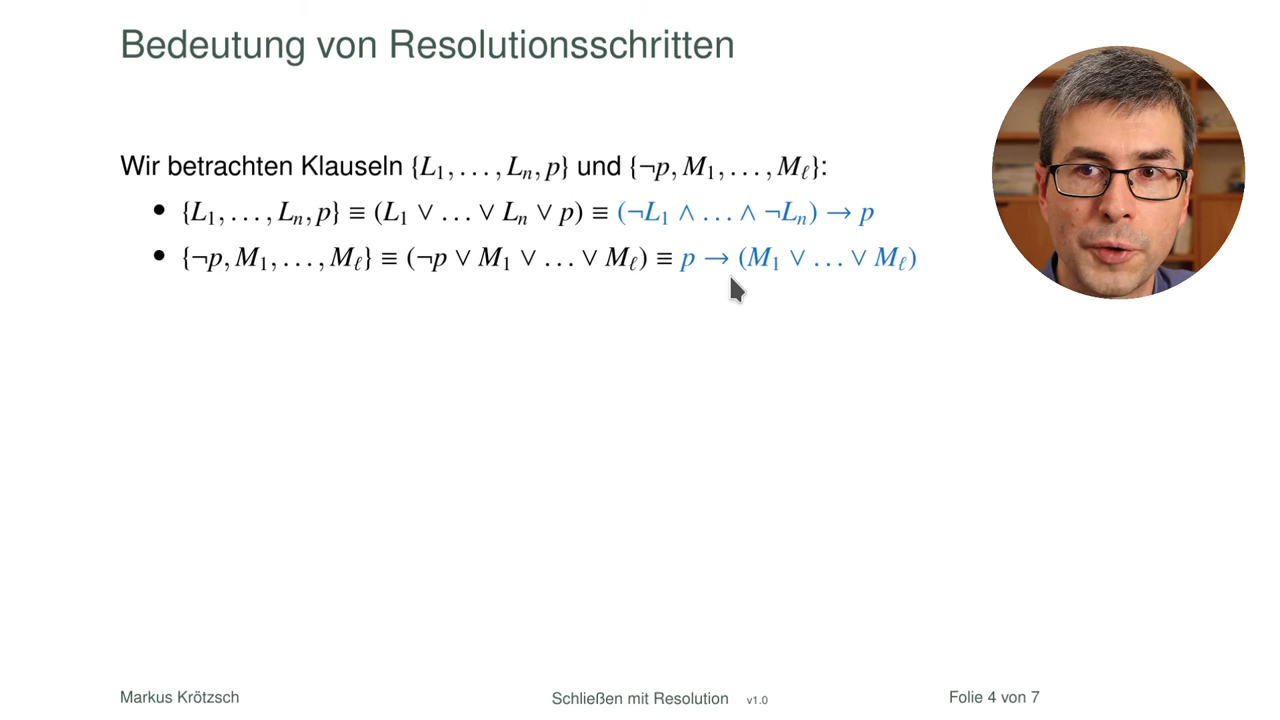 Bedeutung von Resolutionsschritten
Wir betrachten Klauseln {L₁, …, Lₙ, p} und {¬p, M₁, …, M_ℓ}:
• {L₁, …, Lₙ, p} ≡ (L₁ ∨ … ∨ Lₙ ∨ p) ≡ (¬L₁ ∧ … ∧ ¬Lₙ) → p
• {¬p, M₁, …, M_ℓ} ≡ (¬p ∨ M₁ ∨ … ∨ M_ℓ) ≡ p → (M₁ ∨ … ∨ M_ℓ)
Markus Krötzsch Schließen mit Resolution v1.0 Folie 4 von 7